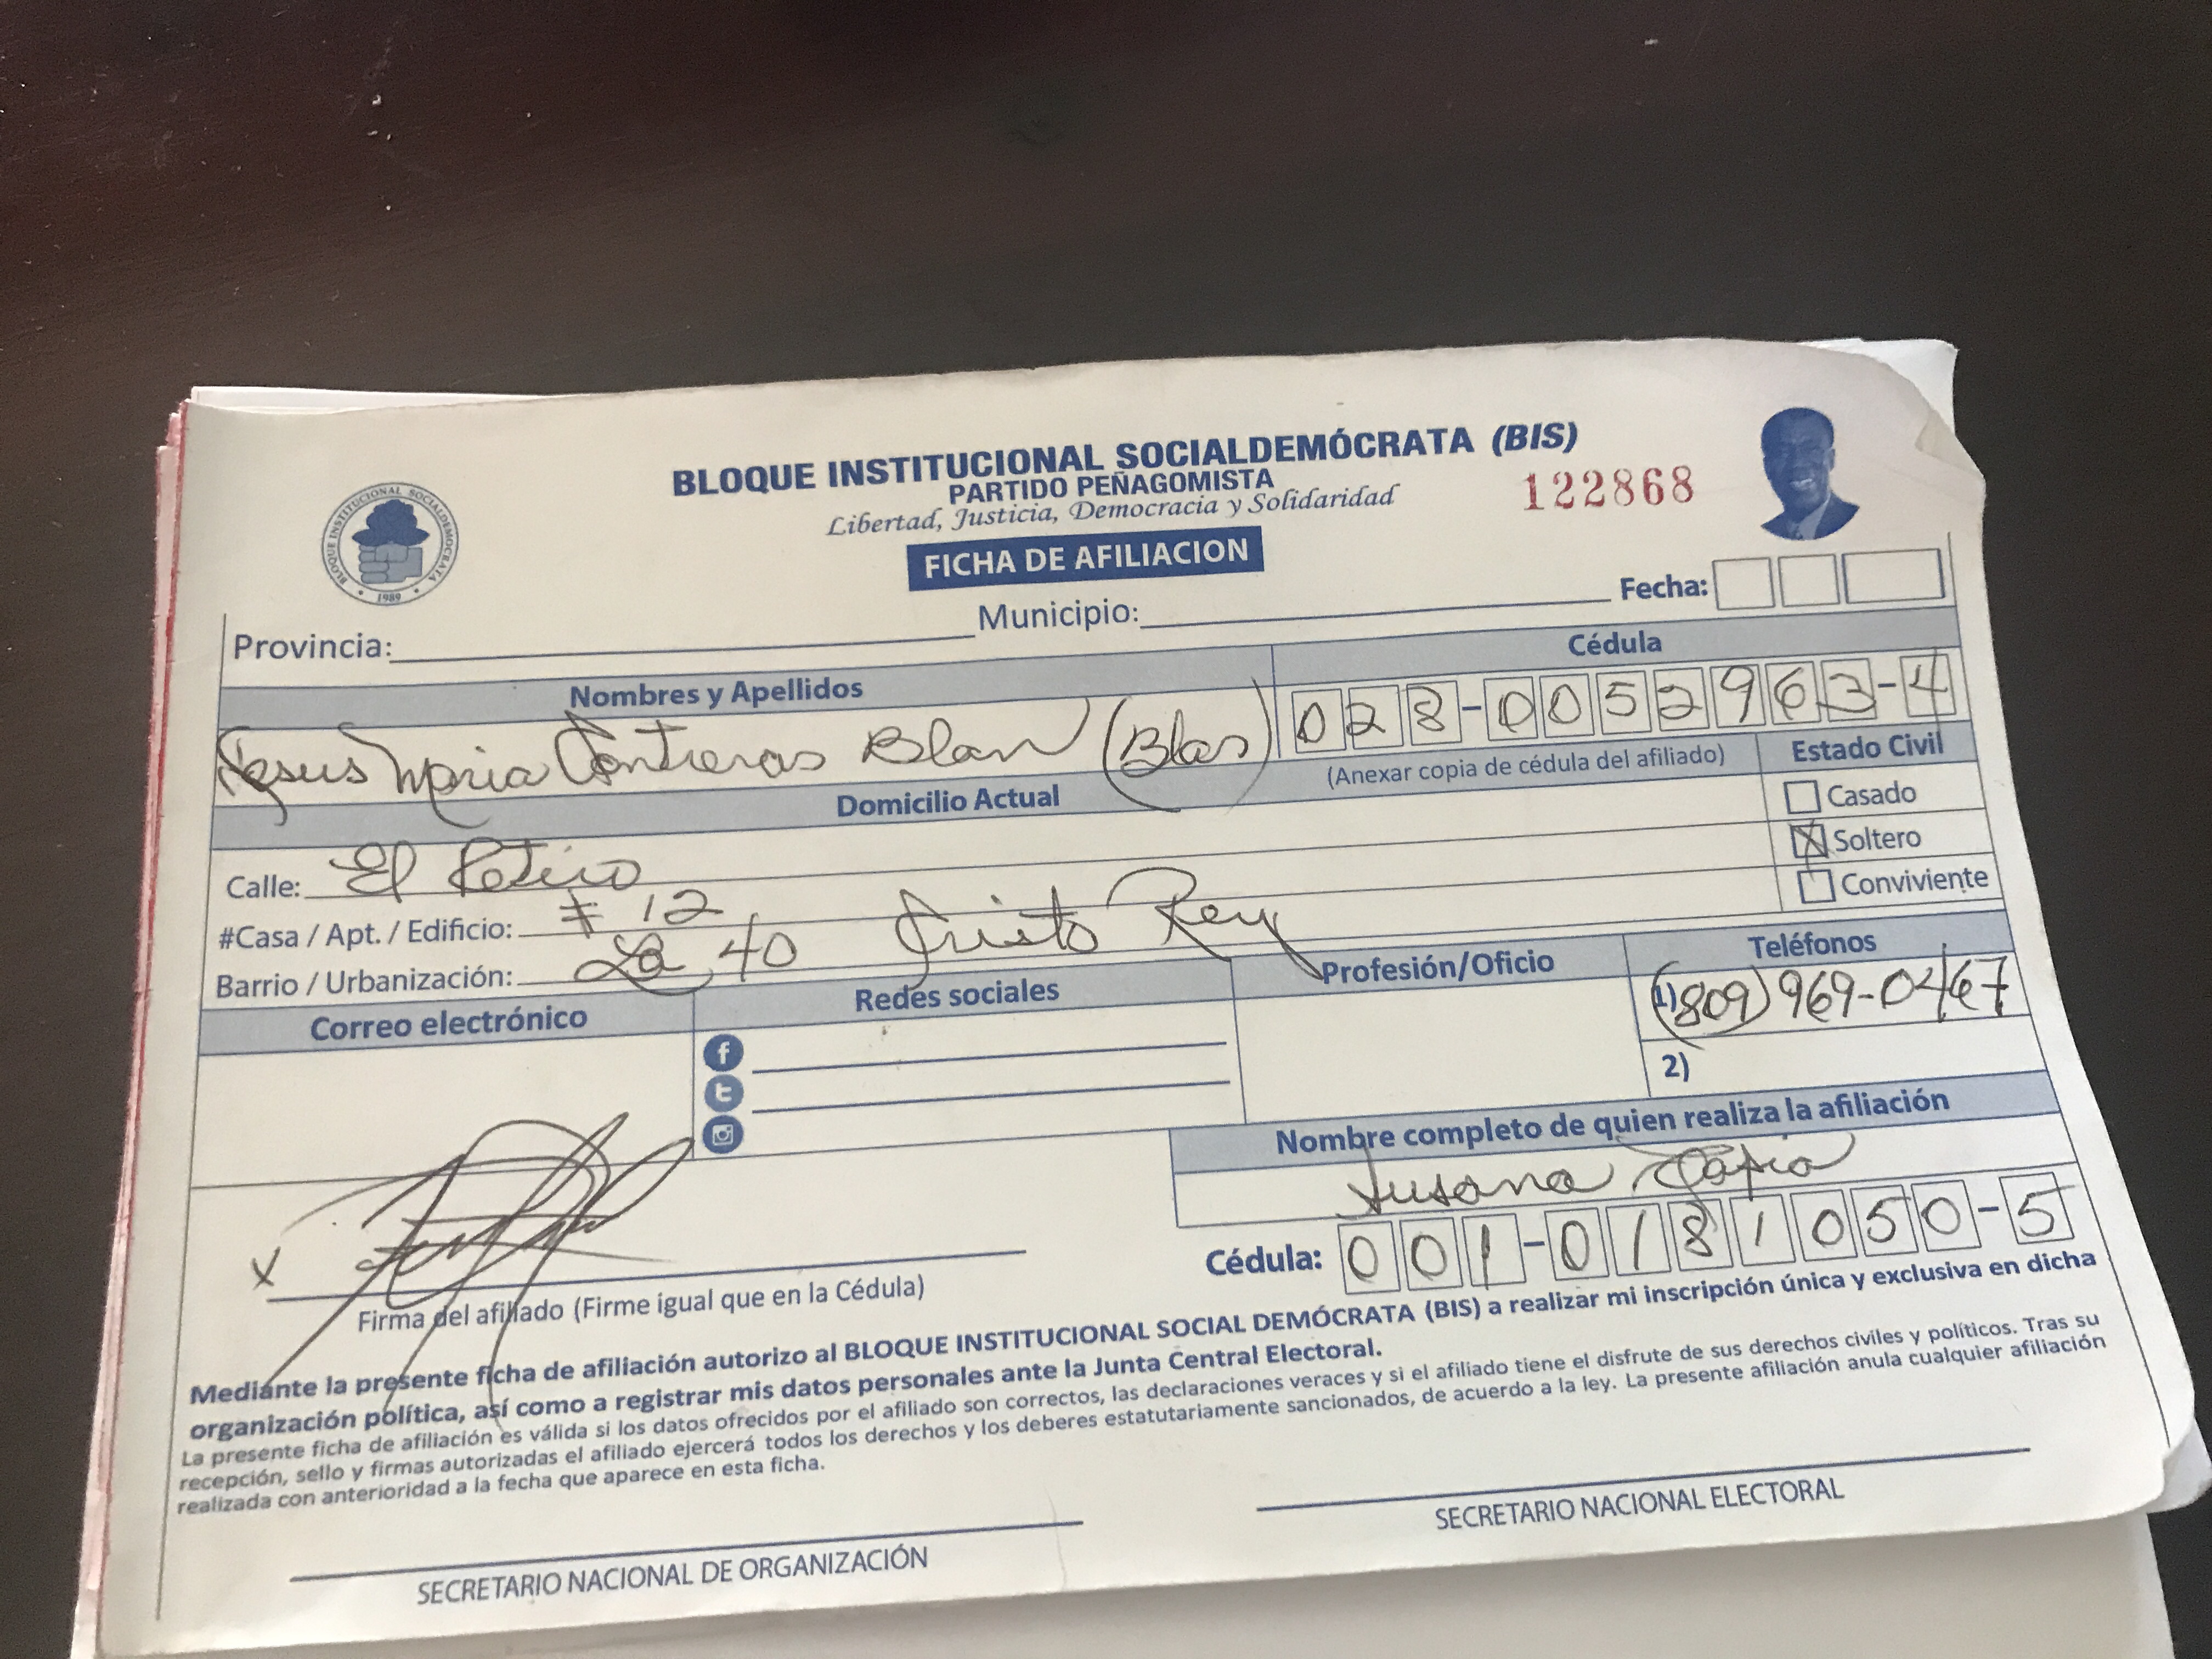 BLOQUE INSTITUCIONAL SOCIALDEMÓCRATA (BIS)
PARTIDO PEÑAGOMISTA
Libertad, Justicia, Democracia y Solidaridad
122868
BLOQUE INSTITUCIONAL SOCIALDEMOCRATA
1989
FICHA DE AFILIACION
Fecha:
Provincia: Municipio:
Nombres y Apellidos Cédula
Jesus Maria Contreras Blan (Blas) 028-0052963-4
(Anexar copia de cédula del afiliado) Estado Civil
Domicilio Actual
Casado
X Soltero
Conviviente
Calle: El Retiro
#Casa / Apt. / Edificio: # 12
Barrio / Urbanización: La 40 Cristo Rey
Correo electrónico Redes sociales Profesión/Oficio Teléfonos
1) (809) 969-0467
2)
Nombre completo de quien realiza la afiliación
Susana Tapia
Cédula: 001-0181050-5
X
Firma del afiliado (Firme igual que en la Cédula)
Mediante la presente ficha de afiliación autorizo al BLOQUE INSTITUCIONAL SOCIAL DEMÓCRATA (BIS) a realizar mi inscripción única y exclusiva en dicha
organización política, así como a registrar mis datos personales ante la Junta Central Electoral.
La presente ficha de afiliación es válida si los datos ofrecidos por el afiliado son correctos, las declaraciones veraces y si el afiliado tiene el disfrute de sus derechos civiles y políticos. Tras su
recepción, sello y firmas autorizadas el afiliado ejercerá todos los derechos y los deberes estatutariamente sancionados, de acuerdo a la ley. La presente afiliación anula cualquier afiliación
realizada con anterioridad a la fecha que aparece en esta ficha.
SECRETARIO NACIONAL DE ORGANIZACIÓN SECRETARIO NACIONAL ELECTORAL